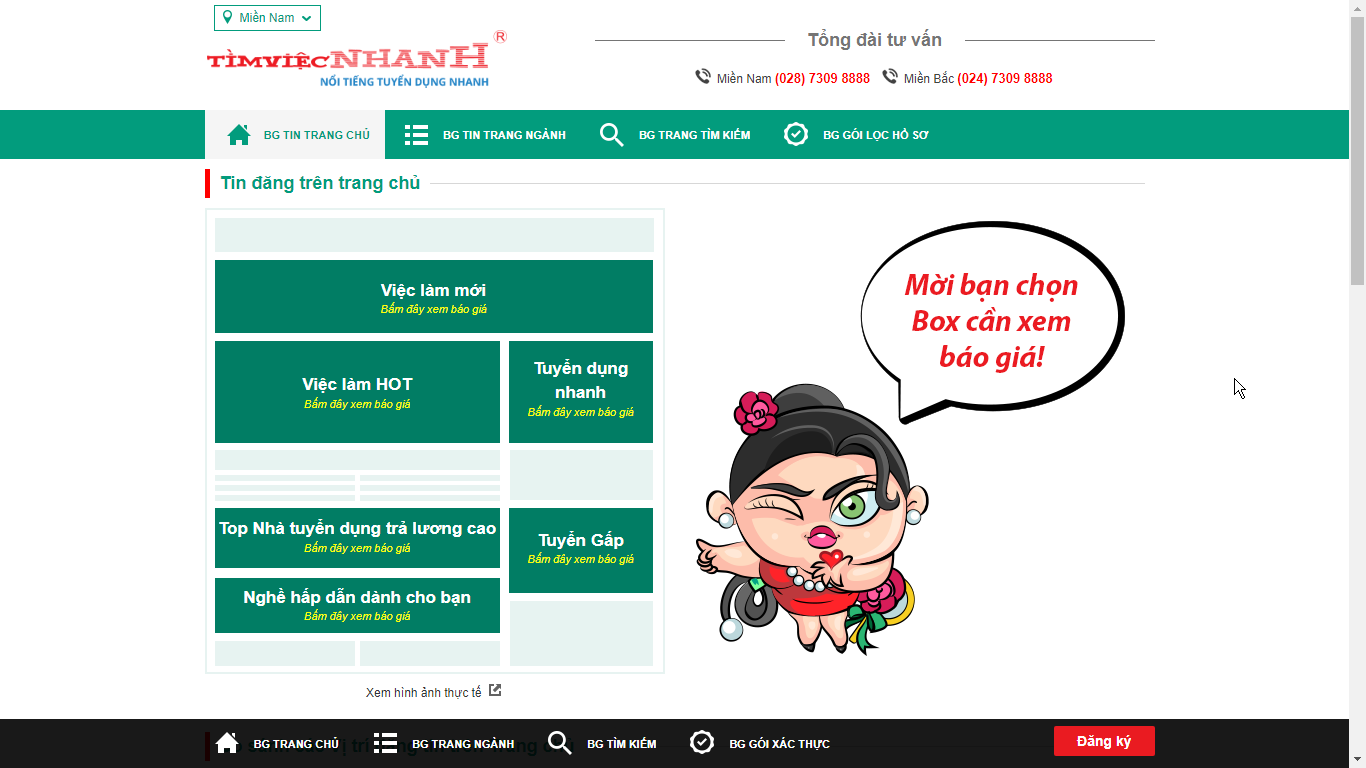 Miền Nam
TÌMVIỆCNHANH ®
NỔI TIẾNG TUYỂN DỤNG NHANH
Tổng đài tư vấn
Miền Nam (028) 7309 8888 Miền Bắc (024) 7309 8888
BG TIN TRANG CHỦ BG TIN TRANG NGÀNH BG TRANG TÌM KIẾM BG GÓI LỌC HỒ SƠ
Tin đăng trên trang chủ
Việc làm mới
Bấm đây xem báo giá
Việc làm HOT
Bấm đây xem báo giá
Tuyển dụng
nhanh
Bấm đây xem báo giá
Top Nhà tuyển dụng trả lương cao
Bấm đây xem báo giá
Tuyển Gấp
Bấm đây xem báo giá
Nghề hấp dẫn dành cho bạn
Bấm đây xem báo giá
Mời bạn chọn
Box cần xem
báo giá!
Xem hình ảnh thực tế
BG TRANG CHỦ BG TRANG NGÀNH BG TÌM KIẾM BG GÓI XÁC THỰC Đăng ký